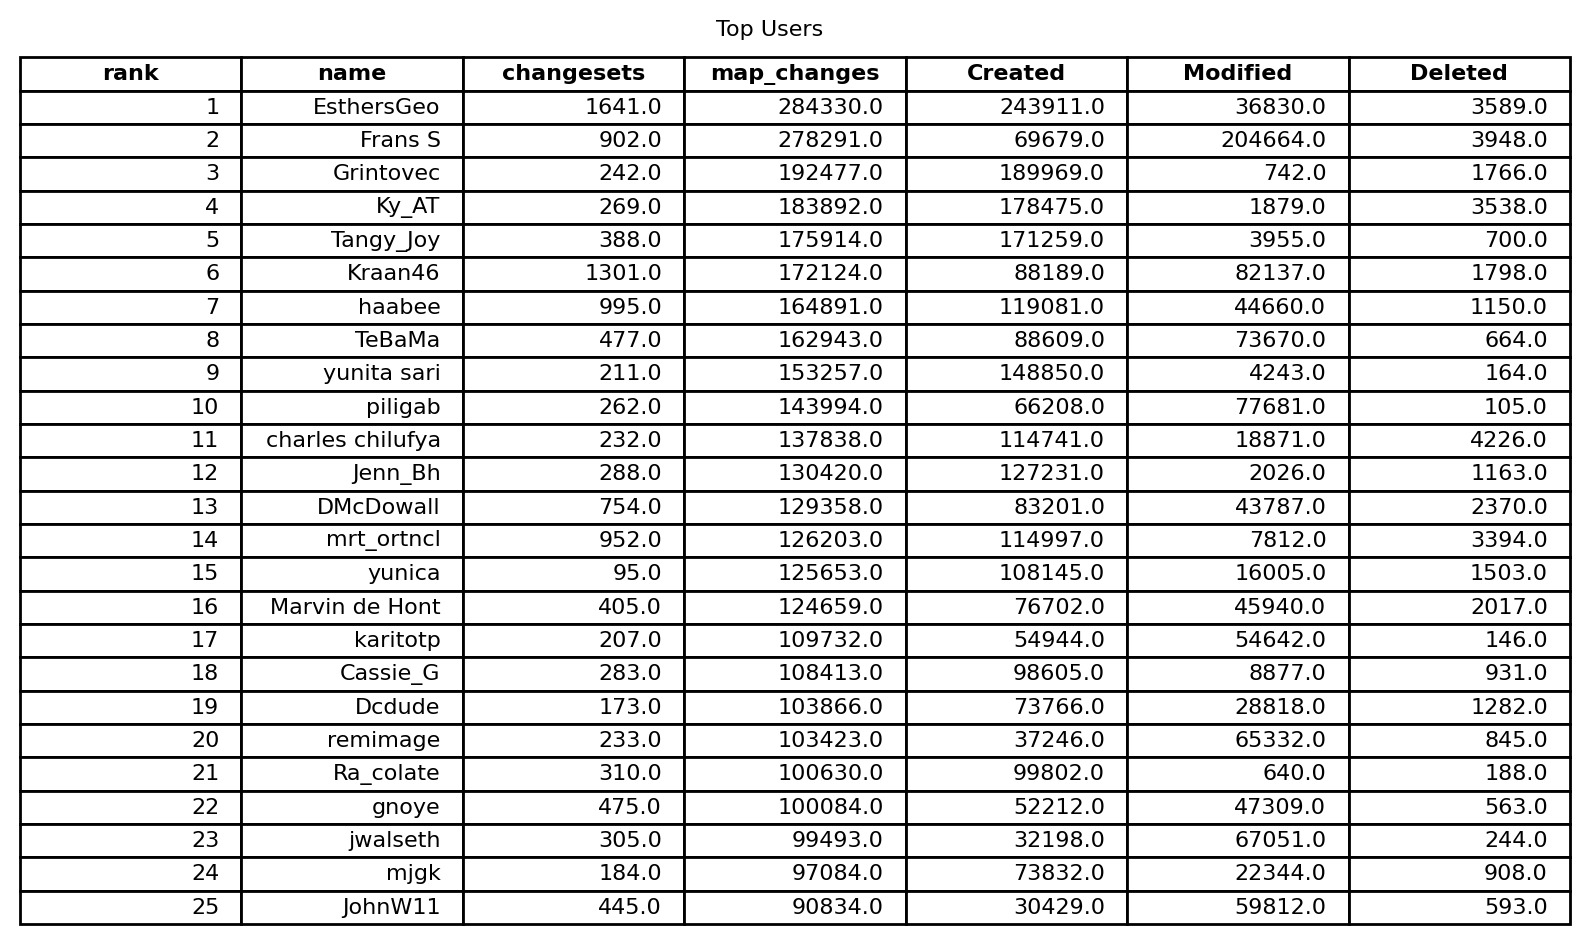 Top Users
rank name changesets map_changes Created Modified Deleted
1 EsthersGeo 1641.0 284330.0 243911.0 36830.0 3589.0
2 Frans S 902.0 278291.0 69679.0 204664.0 3948.0
3 Grintovec 242.0 192477.0 189969.0 742.0 1766.0
4 Ky_AT 269.0 183892.0 178475.0 1879.0 3538.0
5 Tangy_Joy 388.0 175914.0 171259.0 3955.0 700.0
6 Kraan46 1301.0 172124.0 88189.0 82137.0 1798.0
7 haabee 995.0 164891.0 119081.0 44660.0 1150.0
8 TeBaMa 477.0 162943.0 88609.0 73670.0 664.0
9 yunita sari 211.0 153257.0 148850.0 4243.0 164.0
10 piligab 262.0 143994.0 66208.0 77681.0 105.0
11 charles chilufya 232.0 137838.0 114741.0 18871.0 4226.0
12 Jenn_Bh 288.0 130420.0 127231.0 2026.0 1163.0
13 DMcDowall 754.0 129358.0 83201.0 43787.0 2370.0
14 mrt_ortncl 952.0 126203.0 114997.0 7812.0 3394.0
15 yunica 95.0 125653.0 108145.0 16005.0 1503.0
16 Marvin de Hont 405.0 124659.0 76702.0 45940.0 2017.0
17 karitotp 207.0 109732.0 54944.0 54642.0 146.0
18 Cassie_G 283.0 108413.0 98605.0 8877.0 931.0
19 Dcdude 173.0 103866.0 73766.0 28818.0 1282.0
20 remimage 233.0 103423.0 37246.0 65332.0 845.0
21 Ra_colate 310.0 100630.0 99802.0 640.0 188.0
22 gnoye 475.0 100084.0 52212.0 47309.0 563.0
23 jwalseth 305.0 99493.0 32198.0 67051.0 244.0
24 mjgk 184.0 97084.0 73832.0 22344.0 908.0
25 JohnW11 445.0 90834.0 30429.0 59812.0 593.0